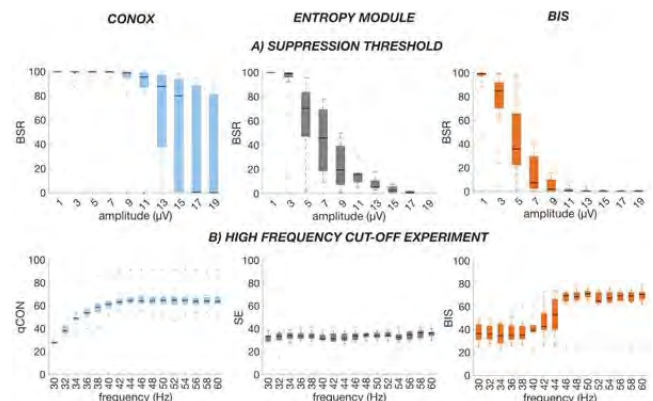 CONOX ENTROPY MODULE BIS
A) SUPPRESSION THRESHOLD
BSR
100
80
60
40
20
0
1 3 5 7 9 11 13 15 17 19
amplitude (µV)
BSR
100
80
60
40
20
0
1 3 5 7 9 11 13 15 17 19
amplitude (µV)
BSR
100
80
60
40
20
0
1 3 5 7 9 11 13 15 17 19
amplitude (µV)
B) HIGH FREQUENCY CUT-OFF EXPERIMENT
qCON
100
80
60
40
20
0
30 32 34 36 38 40 42 44 46 48 50 52 54 56 58 60
frequency (Hz)
SE
100
80
60
40
20
0
30 32 34 36 38 40 42 44 46 48 50 52 54 56 58 60
frequency (Hz)
BIS
100
80
60
40
20
0
30 32 34 36 38 40 42 44 46 48 50 52 54 56 58 60
frequency (Hz)